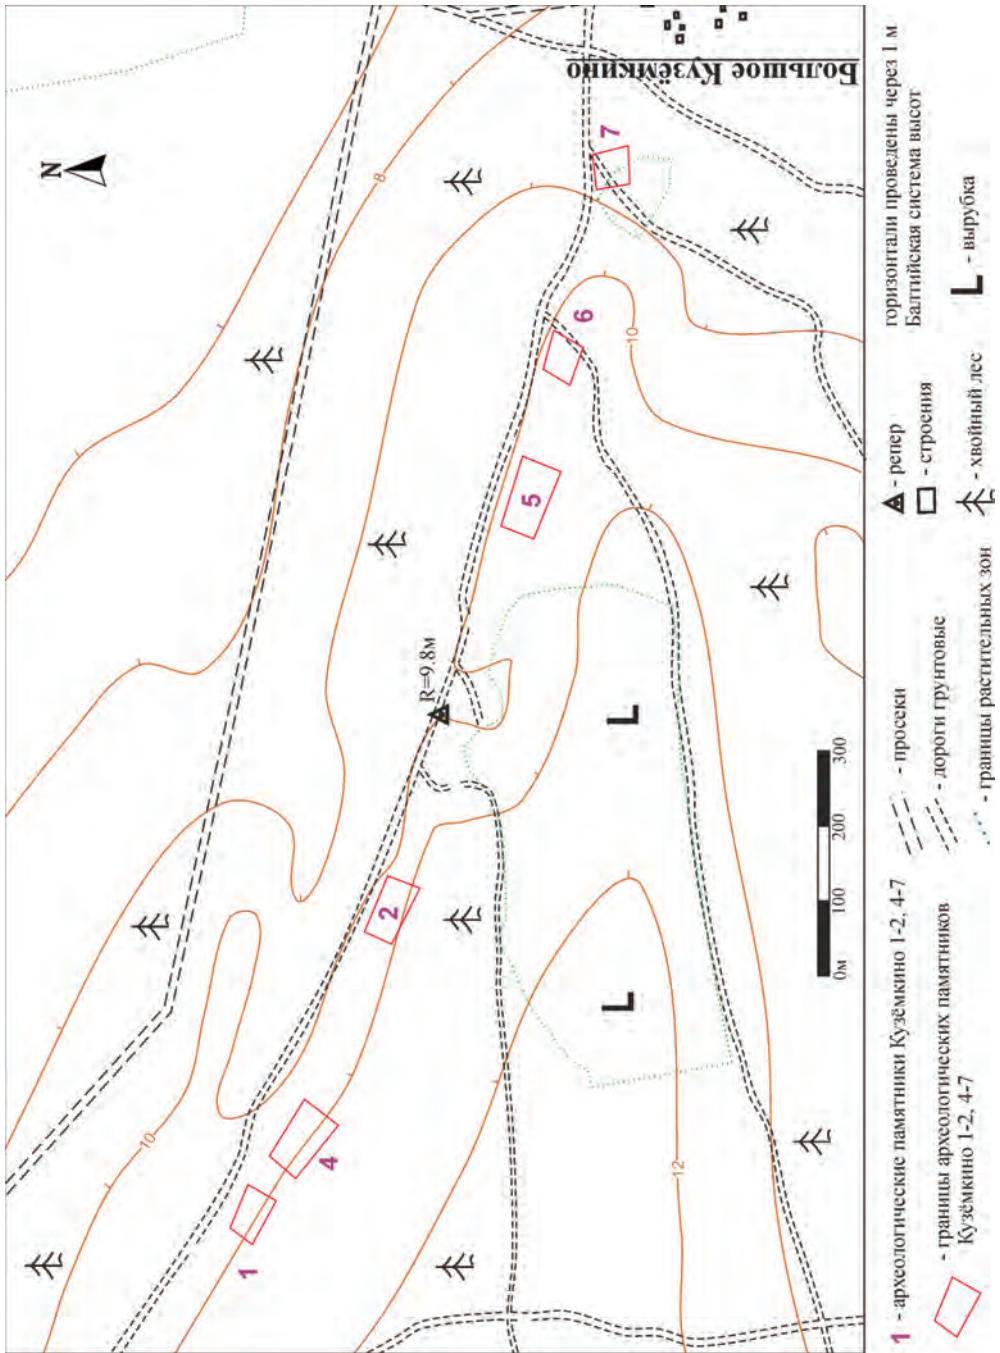 N
8
Большое Кузёмкино
7
6
10
5
R=9.8м
10
2
4
1
12
L
L
0м 100 200 300
1 - археологические памятники Кузёмкино 1-2, 4-7
- границы археологических памятников
Кузёмкино 1-2, 4-7
- просеки
- дороги грунтовые
- границы растительных зон
- репер
- строения
- хвойный лес
горизонтали проведены через 1 м
Балтийская система высот
L - вырубка